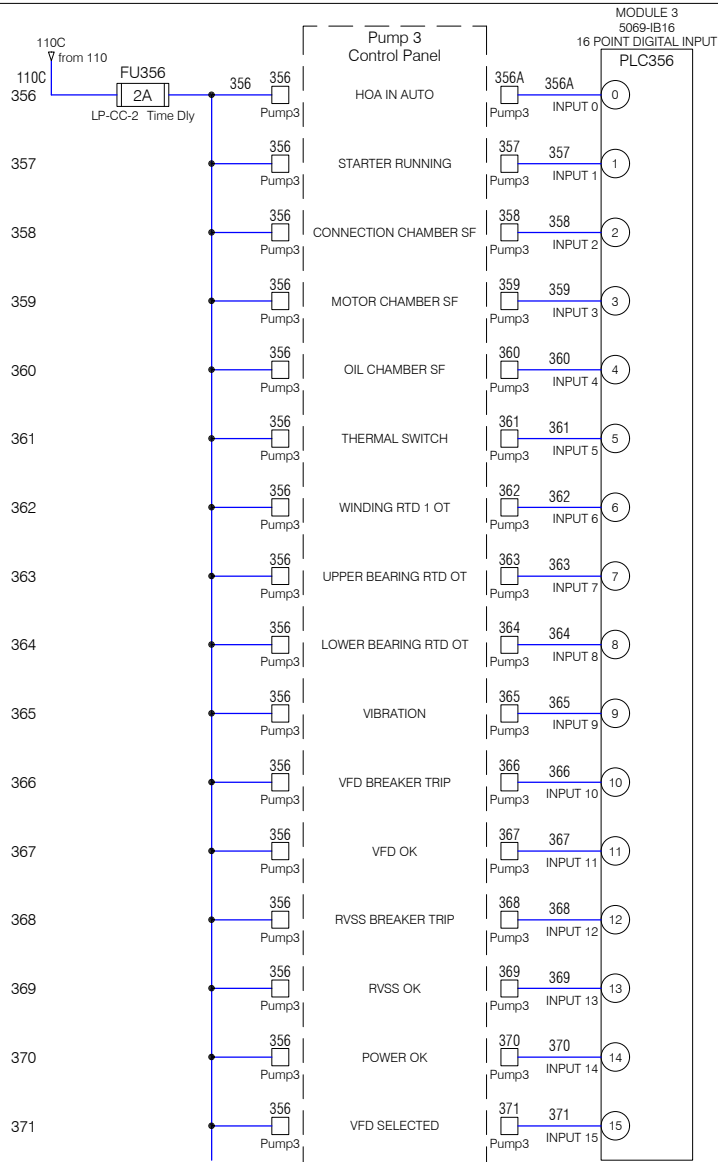 MODULE 3
5069-IB16
16 POINT DIGITAL INPUT
PLC356
Pump 3
Control Panel
110C
from 110
110C
FU356
2A
LP-CC-2 Time Dly
356 356 356 Pump3 HOA IN AUTO 356A Pump3 356A INPUT 0 0
357 356 Pump3 STARTER RUNNING 357 Pump3 357 INPUT 1 1
358 356 Pump3 CONNECTION CHAMBER SF 358 Pump3 358 INPUT 2 2
359 356 Pump3 MOTOR CHAMBER SF 359 Pump3 359 INPUT 3 3
360 356 Pump3 OIL CHAMBER SF 360 Pump3 360 INPUT 4 4
361 356 Pump3 THERMAL SWITCH 361 Pump3 361 INPUT 5 5
362 356 Pump3 WINDING RTD 1 OT 362 Pump3 362 INPUT 6 6
363 356 Pump3 UPPER BEARING RTD OT 363 Pump3 363 INPUT 7 7
364 356 Pump3 LOWER BEARING RTD OT 364 Pump3 364 INPUT 8 8
365 356 Pump3 VIBRATION 365 Pump3 365 INPUT 9 9
366 356 Pump3 VFD BREAKER TRIP 366 Pump3 366 INPUT 10 10
367 356 Pump3 VFD OK 367 Pump3 367 INPUT 11 11
368 356 Pump3 RVSS BREAKER TRIP 368 Pump3 368 INPUT 12 12
369 356 Pump3 RVSS OK 369 Pump3 369 INPUT 13 13
370 356 Pump3 POWER OK 370 Pump3 370 INPUT 14 14
371 356 Pump3 VFD SELECTED 371 Pump3 371 INPUT 15 15